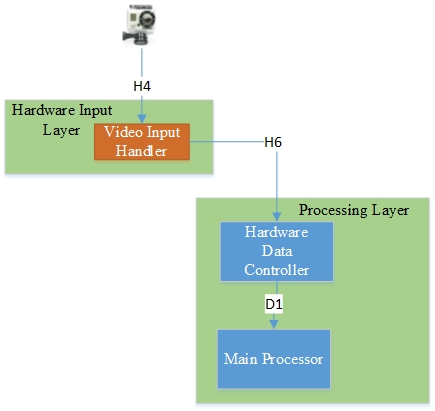 H4
Hardware Input
Layer
Video Input
Handler
H6
Processing Layer
Hardware
Data
Controller
D1
Main Processor